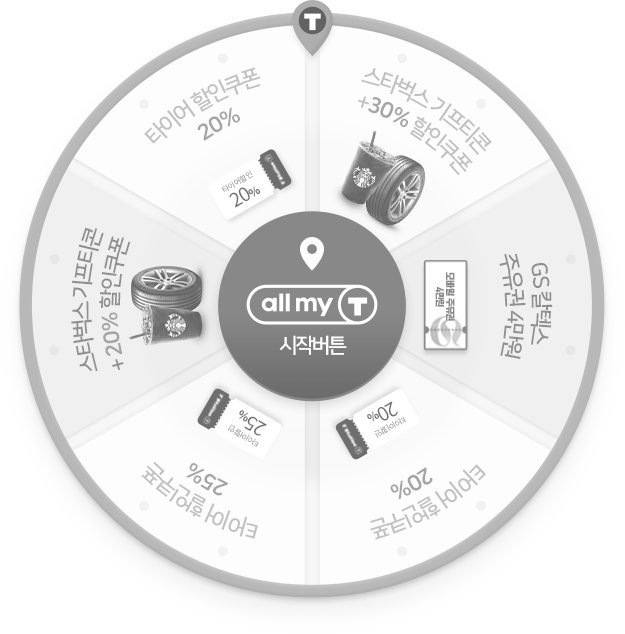 T
타이어 할인쿠폰
20%
타이어할인
20%
스타벅스 기프티콘
+30% 할인쿠폰
GS 칼텍스
주유권 4만원
모바일 주유권
4만원
타이어 할인쿠폰
20%
타이어할인
20%
타이어 할인쿠폰
25%
타이어할인
25%
스타벅스 기프티콘
+20% 할인쿠폰
all my T
시작버튼